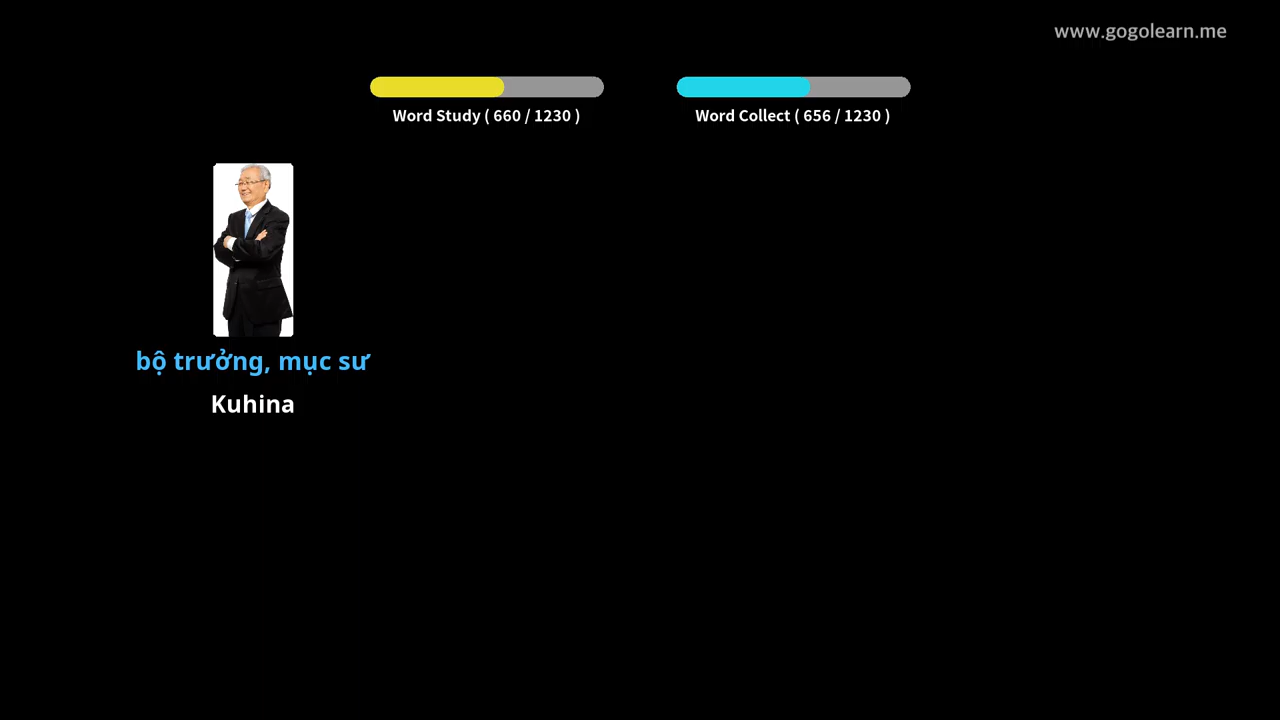 www.gogolearn.me
Word Study ( 660 / 1230 )
Word Collect ( 656 / 1230 )
bộ trưởng, mục sư
Kuhina